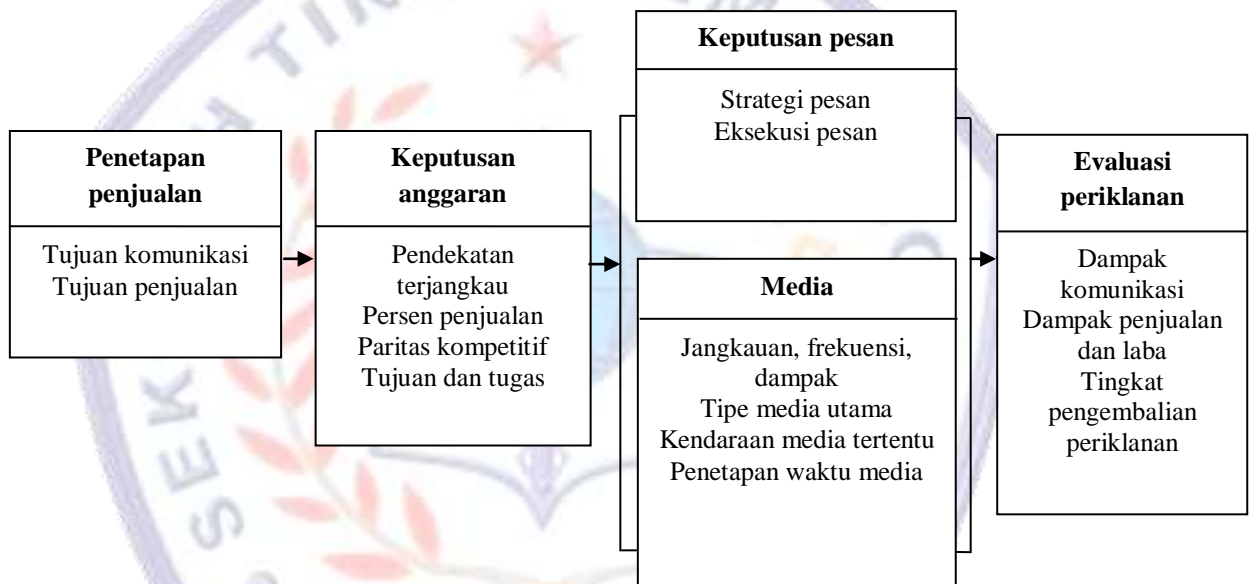 Penetapan
penjualan
Tujuan komunikasi
Tujuan penjualan
Keputusan
anggaran
Pendekatan
terjangkau
Persen penjualan
Paritas kompetitif
Tujuan dan tugas
Keputusan pesan
Strategi pesan
Eksekusi pesan
Media
Jangkauan, frekuensi,
dampak
Tipe media utama
Kendaraan media tertentu
Penetapan waktu media
Evaluasi
periklanan
Dampak
komunikasi
Dampak penjualan
dan laba
Tingkat
pengembalian
periklanan